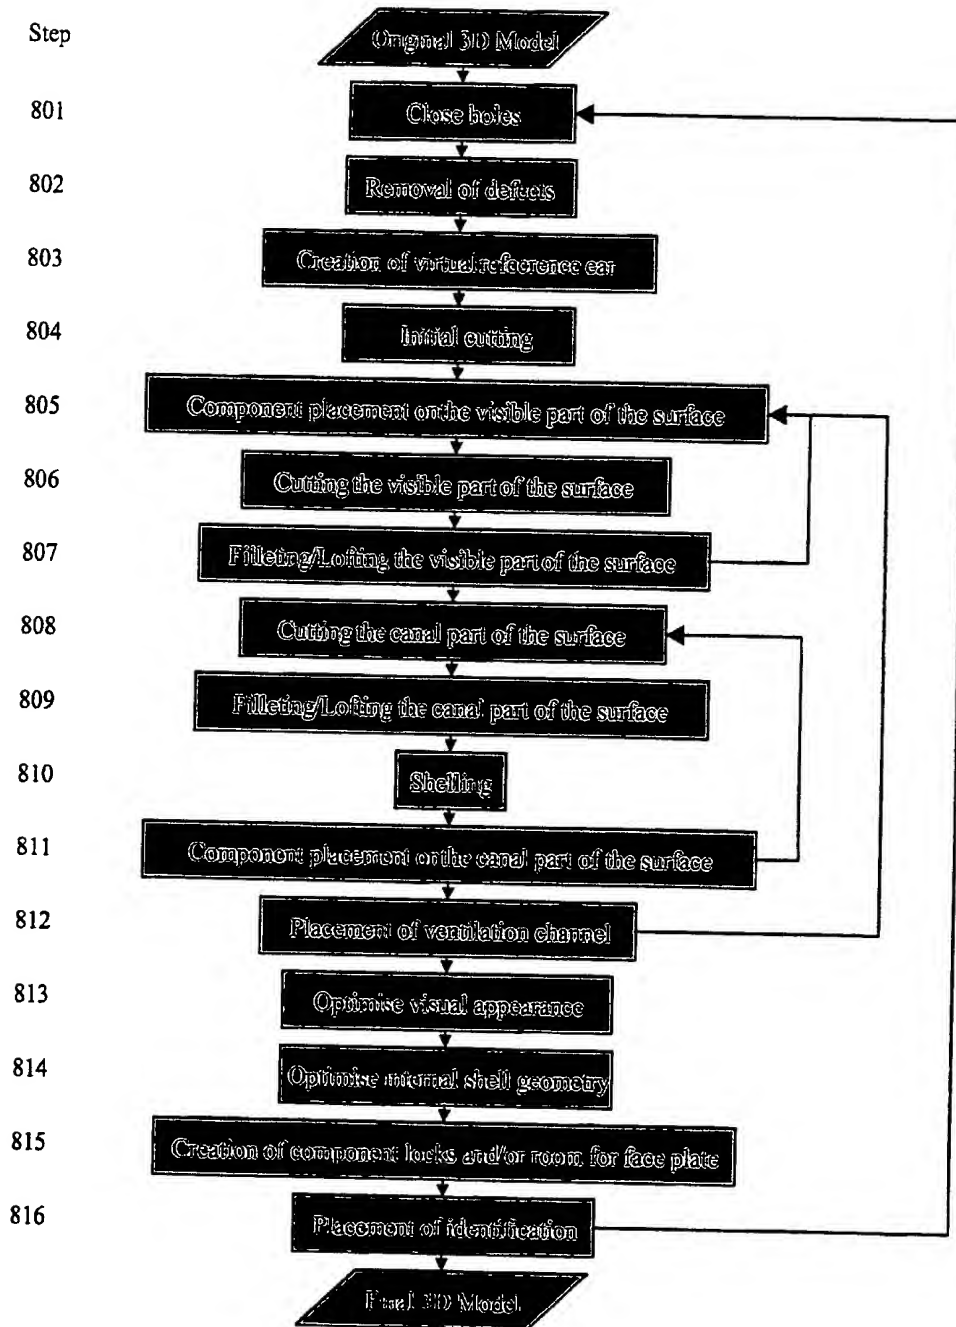 Step
Original 3D Model
801
Close holes
802
Removal of defects
803
Creation of virtual refeerence ear
804
Initial cutting
805
Component placement on the visible part of the surface
806
Cutting the visible part of the surface
807
Filleting/Lofting the visible part of the surface
808
Cutting the canal part of the surface
809
Filleting/Lofting the canal part of the surface
810
Shelling
811
Component placement on the canal part of the surface
812
Placement of ventilation channel
813
Optimise visual appearance
814
Optimise internal shell geometry
815
Creation of component locks and/or room for face plate
816
Placement of identification
Final 3D Model